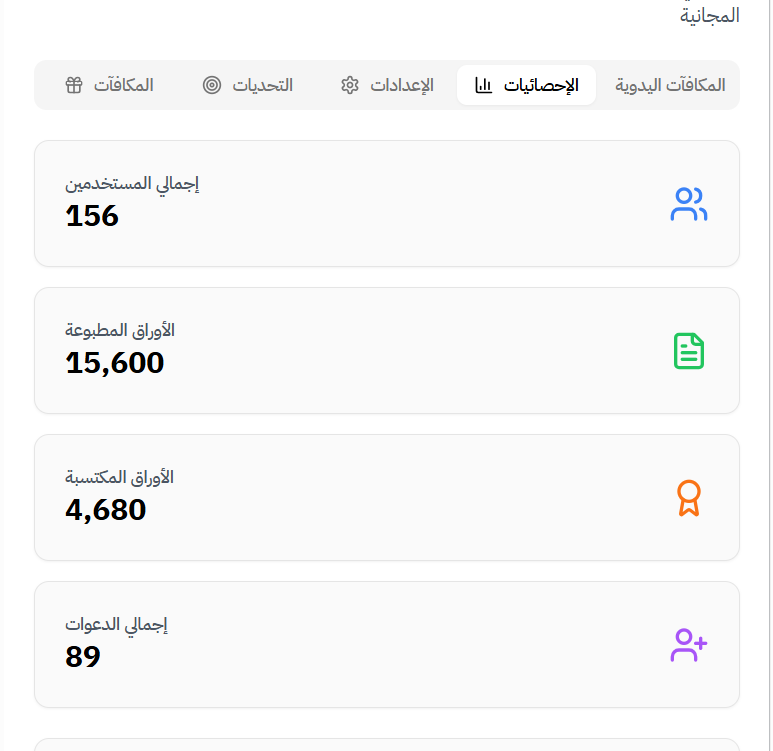 المجانية
المكافآت اليدوية
الإحصائيات
الإعدادات
التحديات
المكافآت
إجمالي المستخدمين
156
الأوراق المطبوعة
15,600
الأوراق المكتسبة
4,680
إجمالي الدعوات
89